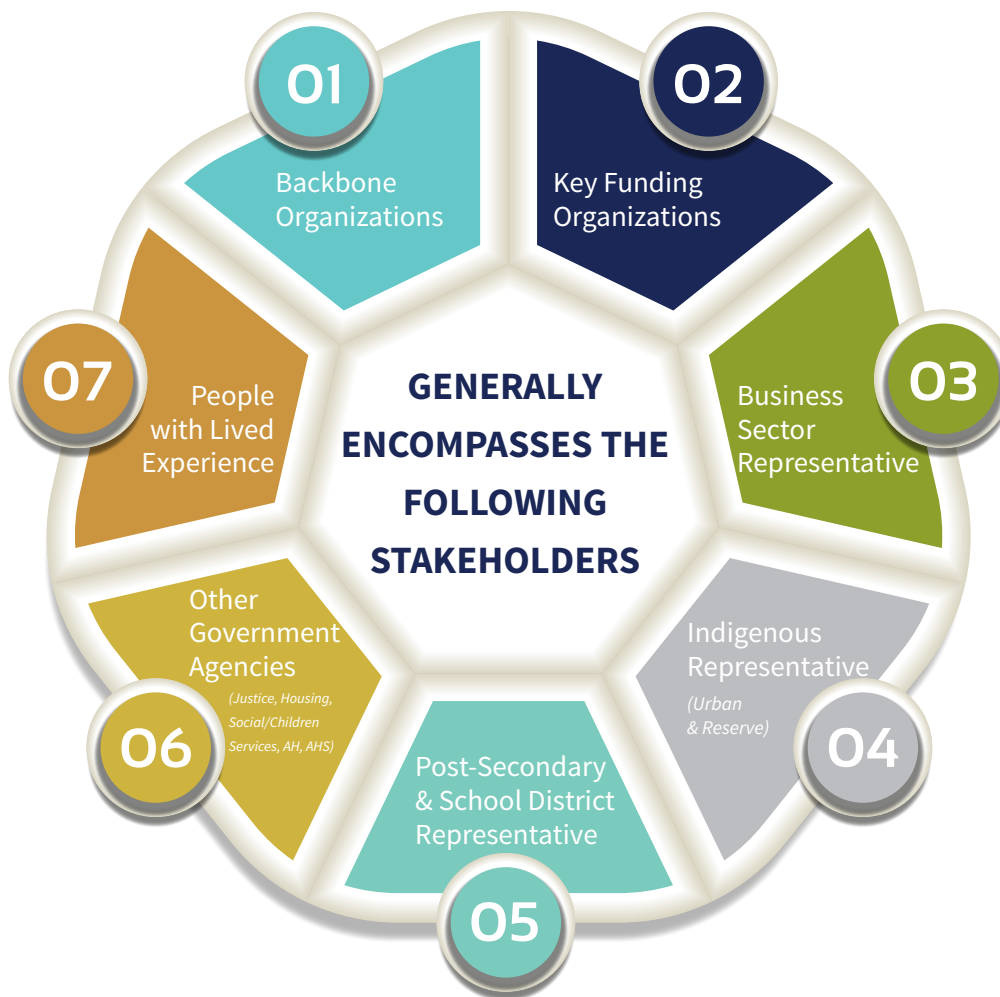 GENERALLY
ENCOMPASSES THE
FOLLOWING
STAKEHOLDERS
01
Backbone
Organizations
02
Key Funding
Organizations
03
Business
Sector
Representative
04
Indigenous
Representative
(Urban
& Reserve)
05
Post-Secondary
& School District
Representative
06
Other
Government
Agencies
(Justice, Housing,
Social/Children
Services, AH, AHS)
07
People
with Lived
Experience